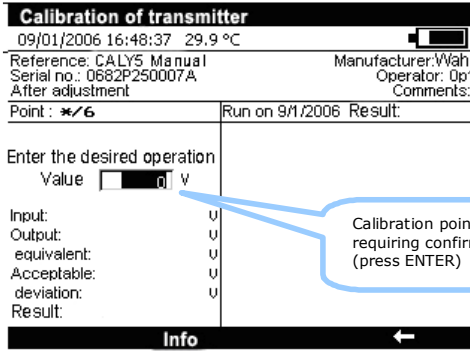 Calibration of transmitter
09/01/2006 16:48:37 29.9 °C
Reference: CALYS Manual Manufacturer:Wah
Serial no.: 0682P250007A Operator: Op
After adjustment Comments:
Point : */6 Run on 9/1/2006 Result:
Enter the desired operation
Value 0 V
Input: U
Output: U
equivalent: U
Acceptable: U
deviation: U
Result:
Calibration poin
requiring confir
(press ENTER)
Info ←